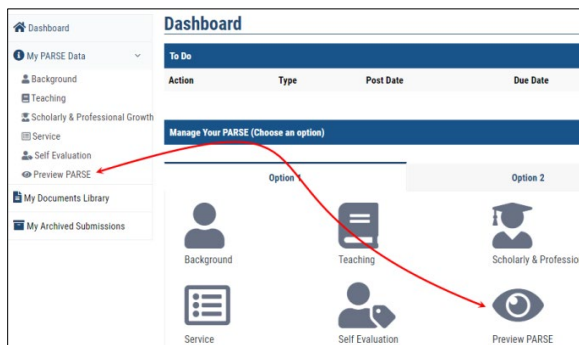 Dashboard
My PARSE Data
Background
Teaching
Scholarly & Professional Growth
Service
Self Evaluation
Preview PARSE
My Documents Library
My Archived Submissions
Dashboard
To Do
Action Type Post Date Due Date
Manage Your PARSE (Choose an option)
Option 1 Option 2
Background Teaching Scholarly & Professio
Service Self Evaluation Preview PARSE